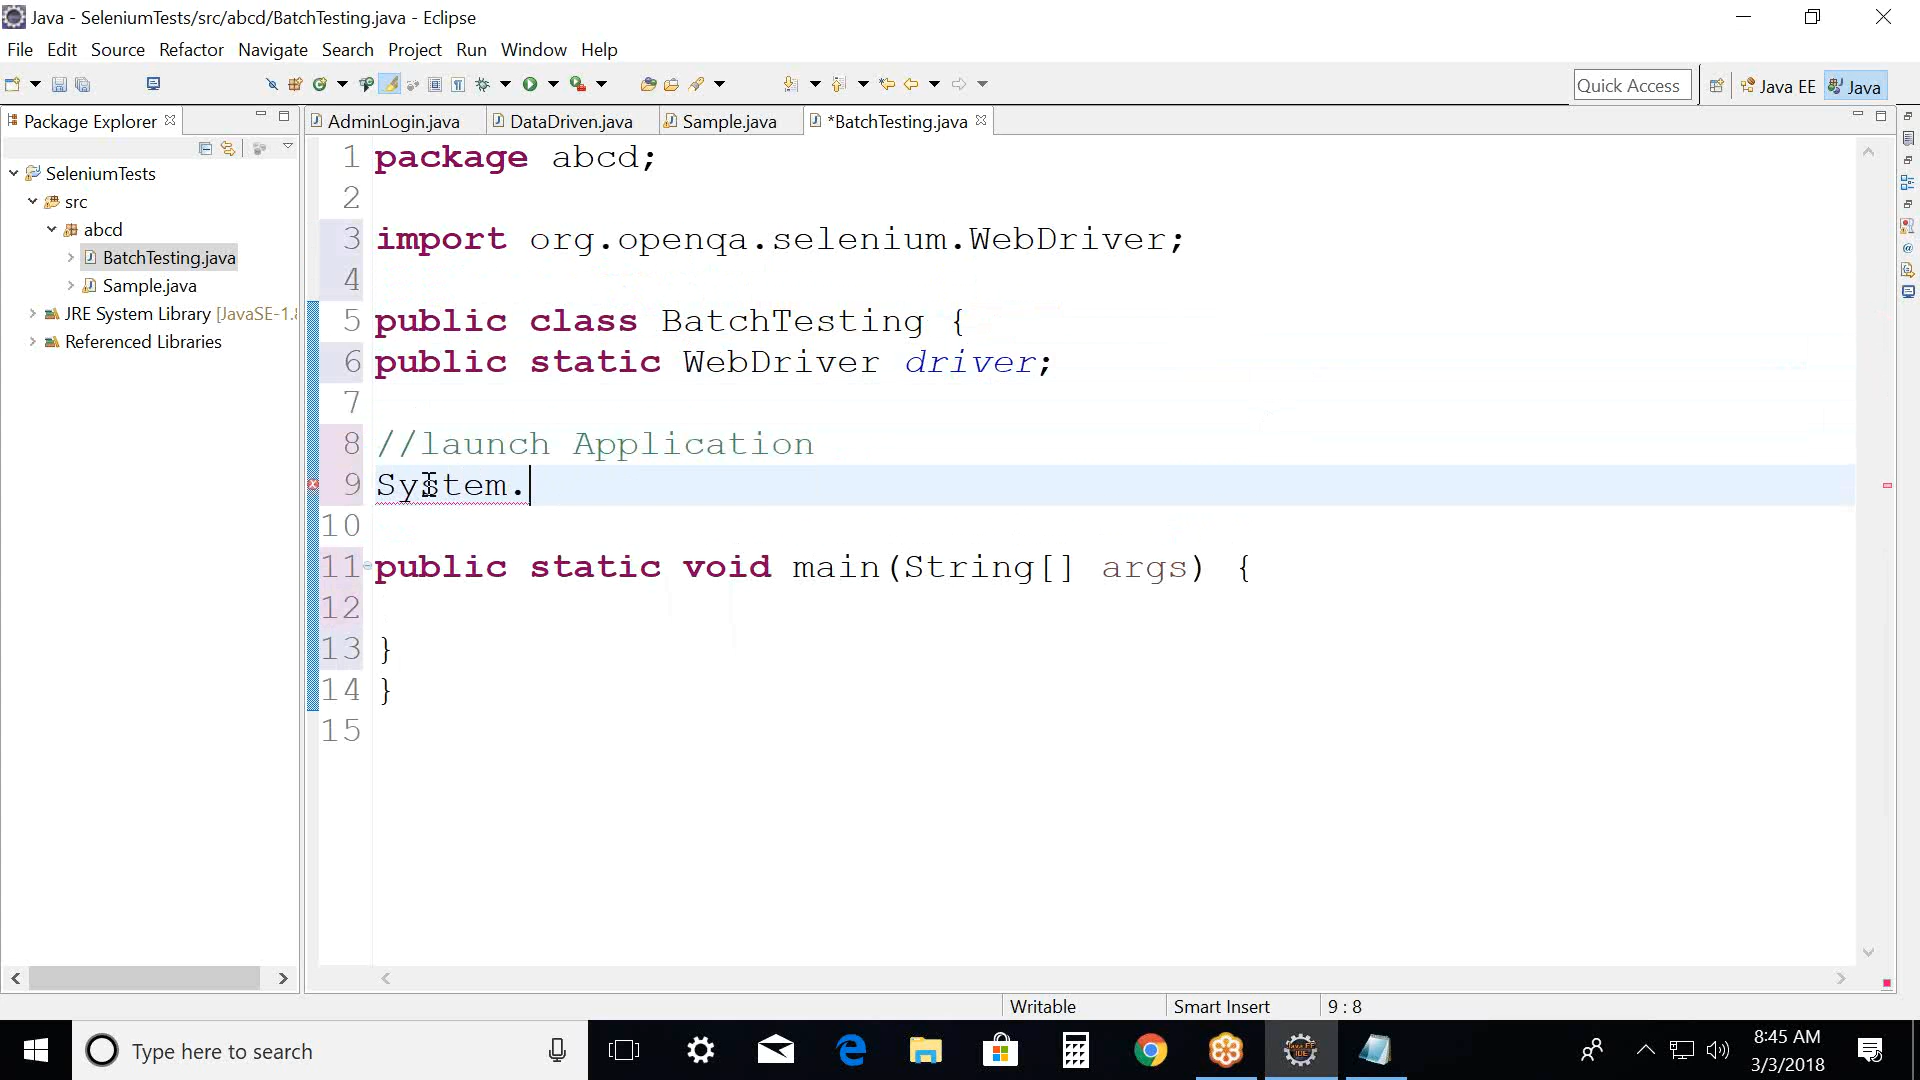 Java - SeleniumTests/src/abcd/BatchTesting.java - Eclipse
File Edit Source Refactor Navigate Search Project Run Window Help
Quick Access
Java EE
Java
Package Explorer
AdminLogin.java
DataDriven.java
Sample.java
*BatchTesting.java
SeleniumTests
src
abcd
BatchTesting.java
Sample.java
JRE System Library [JavaSE-1.8
Referenced Libraries
1 package abcd;
2
3 import org.openqa.selenium.WebDriver;
4
5 public class BatchTesting {
6 public static WebDriver driver;
7
8 //launch Application
9 System.
10
11 public static void main(String[] args) {
12
13 }
14 }
15
Writable
Smart Insert
9 : 8
Type here to search
8:45 AM
3/3/2018